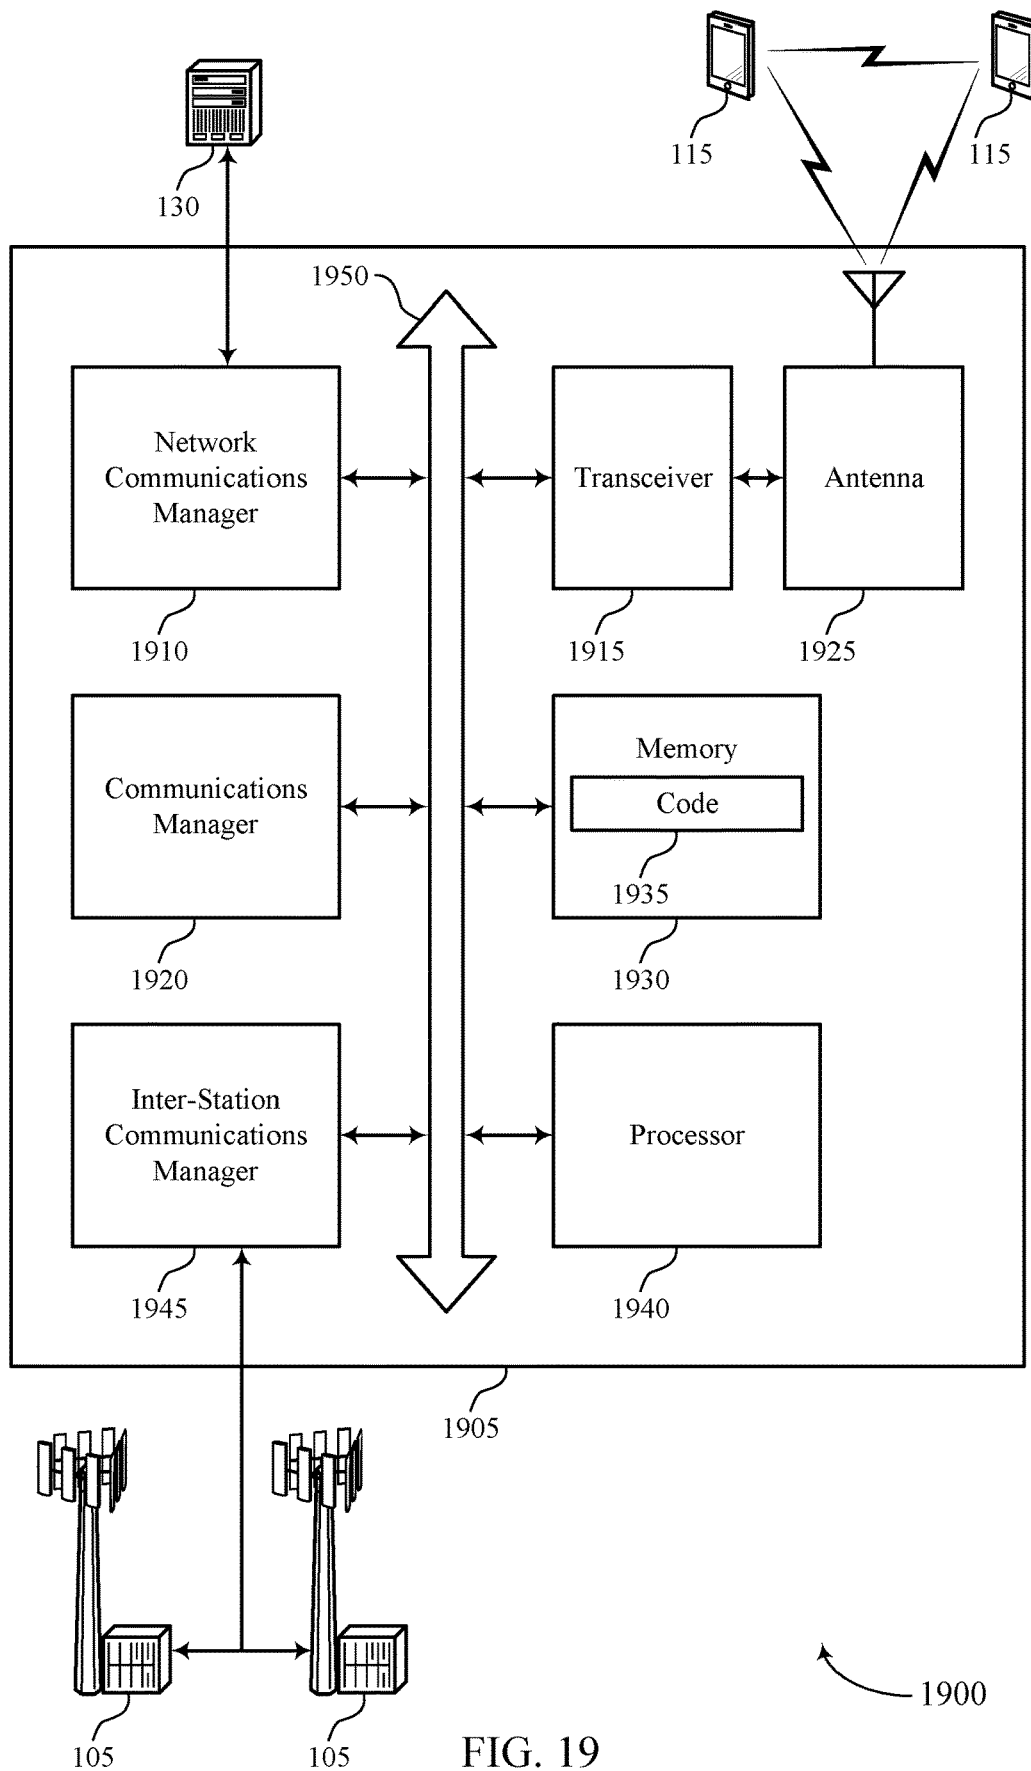 130
115
115
1950
Network
Communications
Manager
Transceiver
Antenna
1910
1915
1925
Communications
Manager
Memory
Code
1935
1920
1930
Inter-Station
Communications
Manager
Processor
1945
1940
1905
105
105
1900
FIG. 19